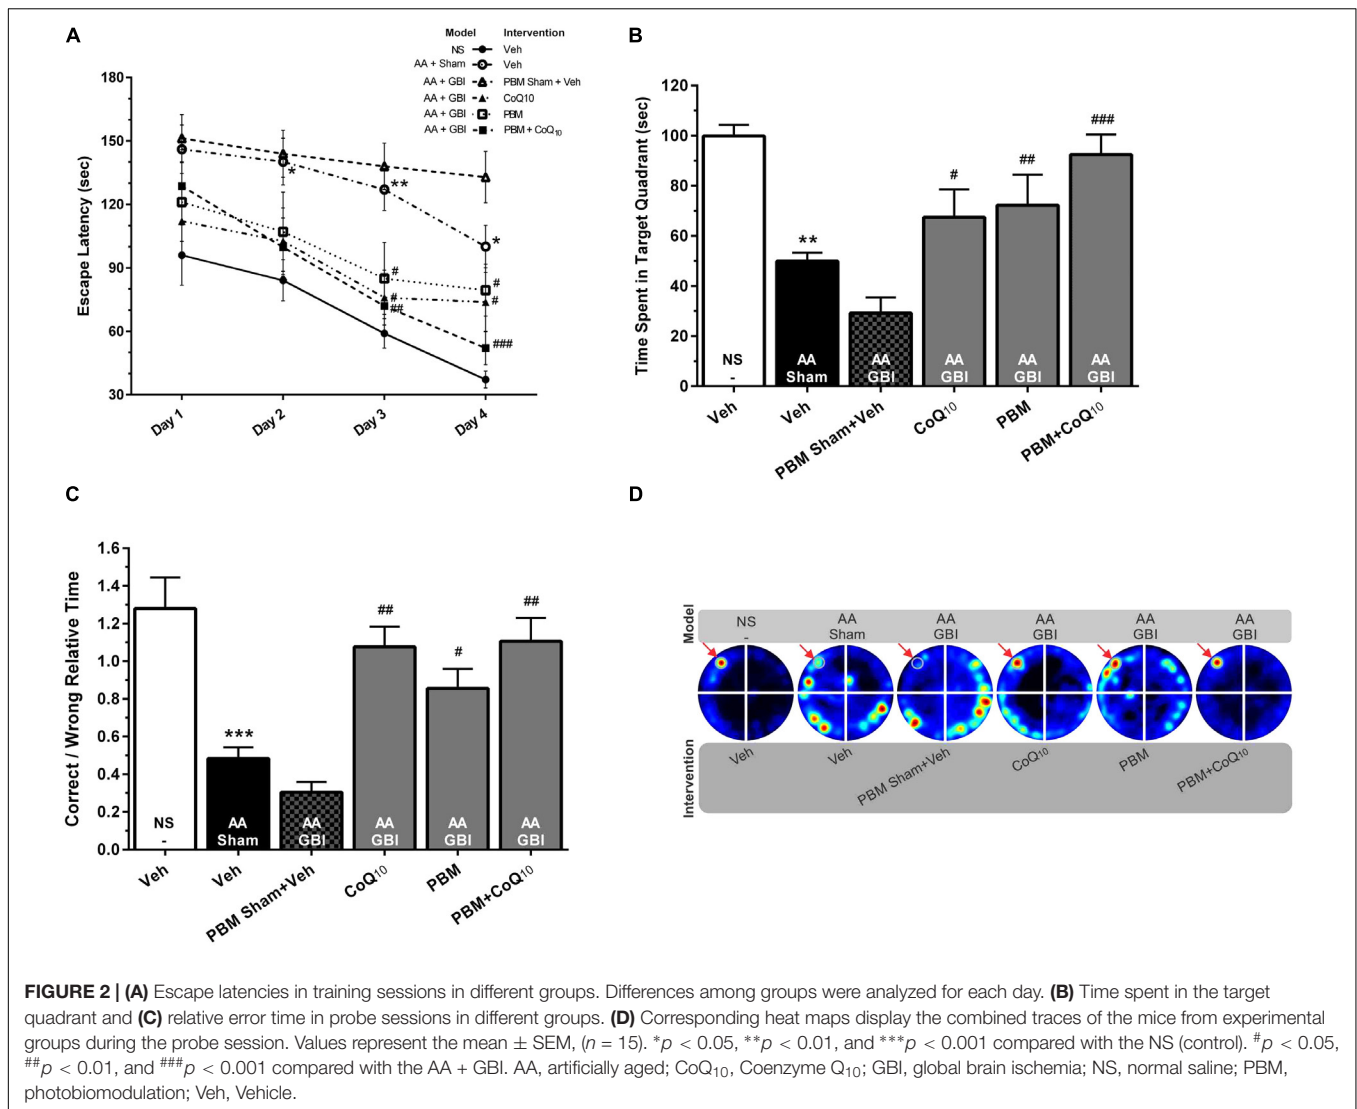 A
Model Intervention
NS Veh
AA + Sham Veh
AA + GBI PBM Sham + Veh
AA + GBI CoQ10
AA + GBI PBM
AA + GBI PBM + CoQ₁₀
Escape Latency (sec)
180
150
120
90
60
30
*
**
*
#
#
##
#
#
###
Day 1 Day 2 Day 3 Day 4
B
Time Spent in Target Quadrant (sec)
120
100
80
60
40
20
0
** # ## ###
NS AA AA AA AA AA
- Sham GBI GBI GBI GBI
Veh Veh PBM Sham+Veh CoQ₁₀ PBM PBM+CoQ₁₀
C
Correct / Wrong Relative Time
1.6
1.4
1.2
1.0
0.8
0.6
0.4
0.2
0.0
*** ## # ##
NS AA AA AA AA AA
- Sham GBI GBI GBI GBI
Veh Veh PBM Sham+Veh CoQ₁₀ PBM PBM+CoQ₁₀
D
Model
NS AA AA AA AA AA
- Sham GBI GBI GBI GBI
Intervention
Veh Veh PBM Sham+Veh CoQ₁₀ PBM PBM+CoQ₁₀
FIGURE 2 | (A) Escape latencies in training sessions in different groups. Differences among groups were analyzed for each day. (B) Time spent in the target
quadrant and (C) relative error time in probe sessions in different groups. (D) Corresponding heat maps display the combined traces of the mice from experimental
groups during the probe session. Values represent the mean ± SEM, (n = 15). *p < 0.05, **p < 0.01, and ***p < 0.001 compared with the NS (control). #p < 0.05,
##p < 0.01, and ###p < 0.001 compared with the AA + GBI. AA, artificially aged; CoQ₁₀, Coenzyme Q₁₀; GBI, global brain ischemia; NS, normal saline; PBM,
photobiomodulation; Veh, Vehicle.